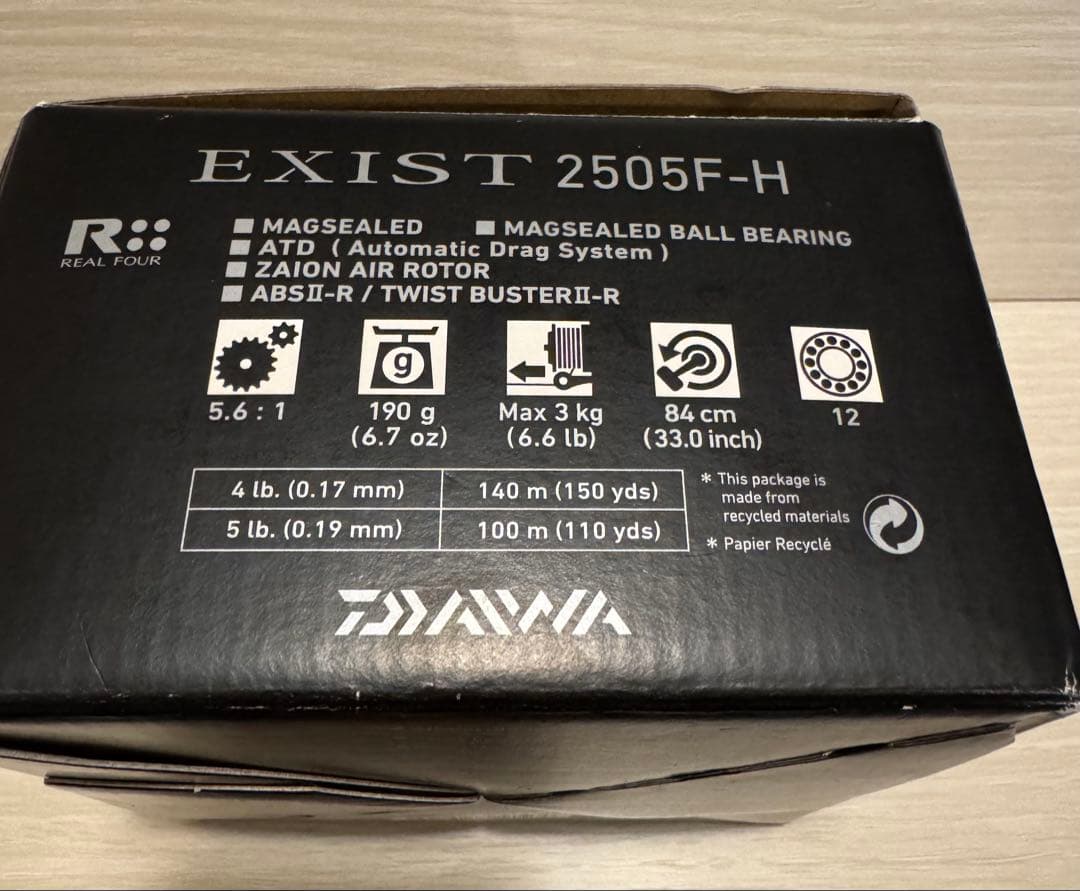 EXIST 2505F-H
R
REAL FOUR
MAGSEALED
MAGSEALED BALL BEARING
ATD ( Automatic Drag System )
ZAION AIR ROTOR
ABSⅡ-R / TWIST BUSTERⅡ-R
g
5.6 : 1
190 g
(6.7 oz)
Max 3 kg
(6.6 lb)
84 cm
(33.0 inch)
12
4 lb. (0.17 mm) 140 m (150 yds)
5 lb. (0.19 mm) 100 m (110 yds)
* This package is
made from
recycled materials
* Papier Recyclé
DAIWA